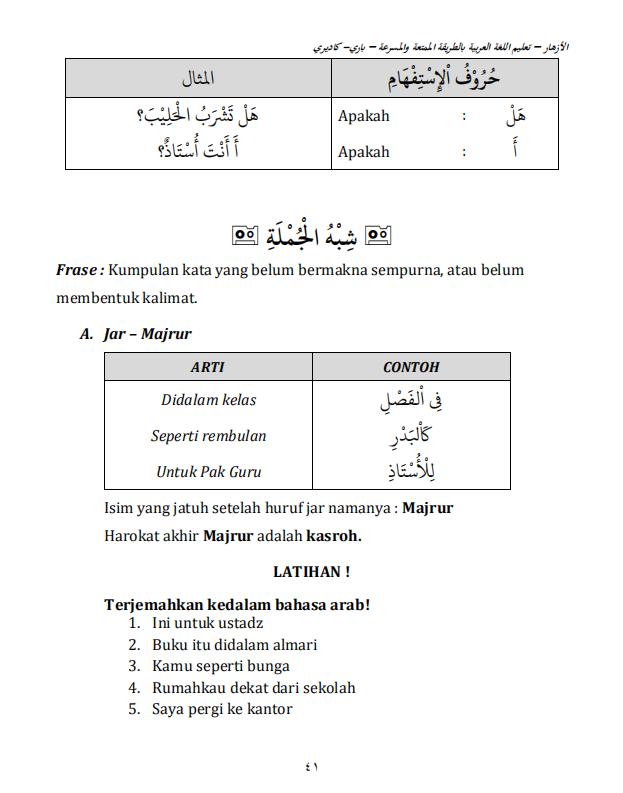 الأزهار – تعليم اللغة العربية بالطريقة الممتعة والمسرعة – باري – كاديري
حُرُوْفُ اْلإِسْتِفْهَامِ المثال
هَلْ : Apakah هَلْ تَشْرَبُ الْحَلِيْبَ؟
أَ : Apakah أَ أَنْتَ أُسْتَاذٌ؟
شِبْهُ الْجُمْلَةِ
Frase : Kumpulan kata yang belum bermakna sempurna, atau belum
membentuk kalimat.
A. Jar – Majrur
ARTI CONTOH
Didalam kelas فِى اْلفَصْلِ
Seperti rembulan كَاْلبَدْرِ
Untuk Pak Guru لِلْأُسْتَاذِ
Isim yang jatuh setelah huruf jar namanya : Majrur
Harokat akhir Majrur adalah kasroh.
LATIHAN !
Terjemahkan kedalam bahasa arab!
1. Ini untuk ustadz
2. Buku itu didalam almari
3. Kamu seperti bunga
4. Rumahkau dekat dari sekolah
5. Saya pergi ke kantor
٤١